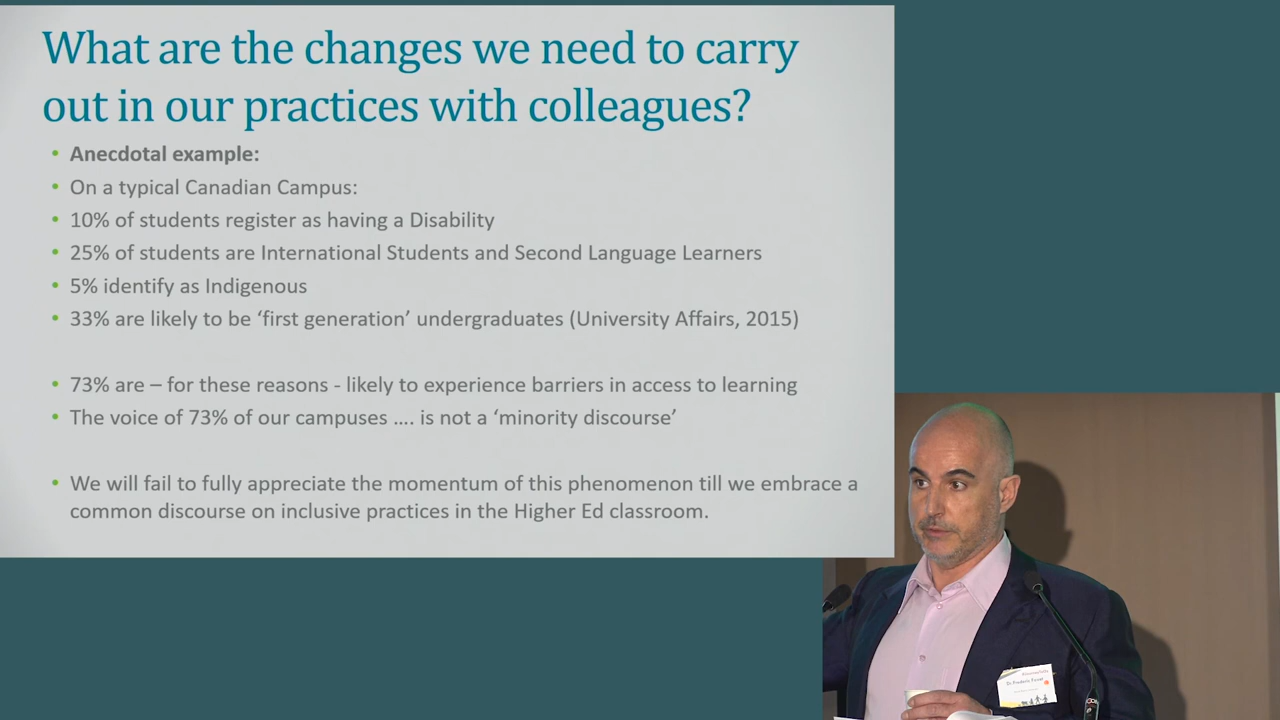 What are the changes we need to carry
out in our practices with colleagues?
• Anecdotal example:
• On a typical Canadian Campus:
• 10% of students register as having a Disability
• 25% of students are International Students and Second Language Learners
• 5% identify as Indigenous
• 33% are likely to be ‘first generation’ undergraduates (University Affairs, 2015)
• 73% are – for these reasons - likely to experience barriers in access to learning
• The voice of 73% of our campuses …. is not a ‘minority discourse’
• We will fail to fully appreciate the momentum of this phenomenon till we embrace a
common discourse on inclusive practices in the Higher Ed classroom.
Dr Frederic Fovet